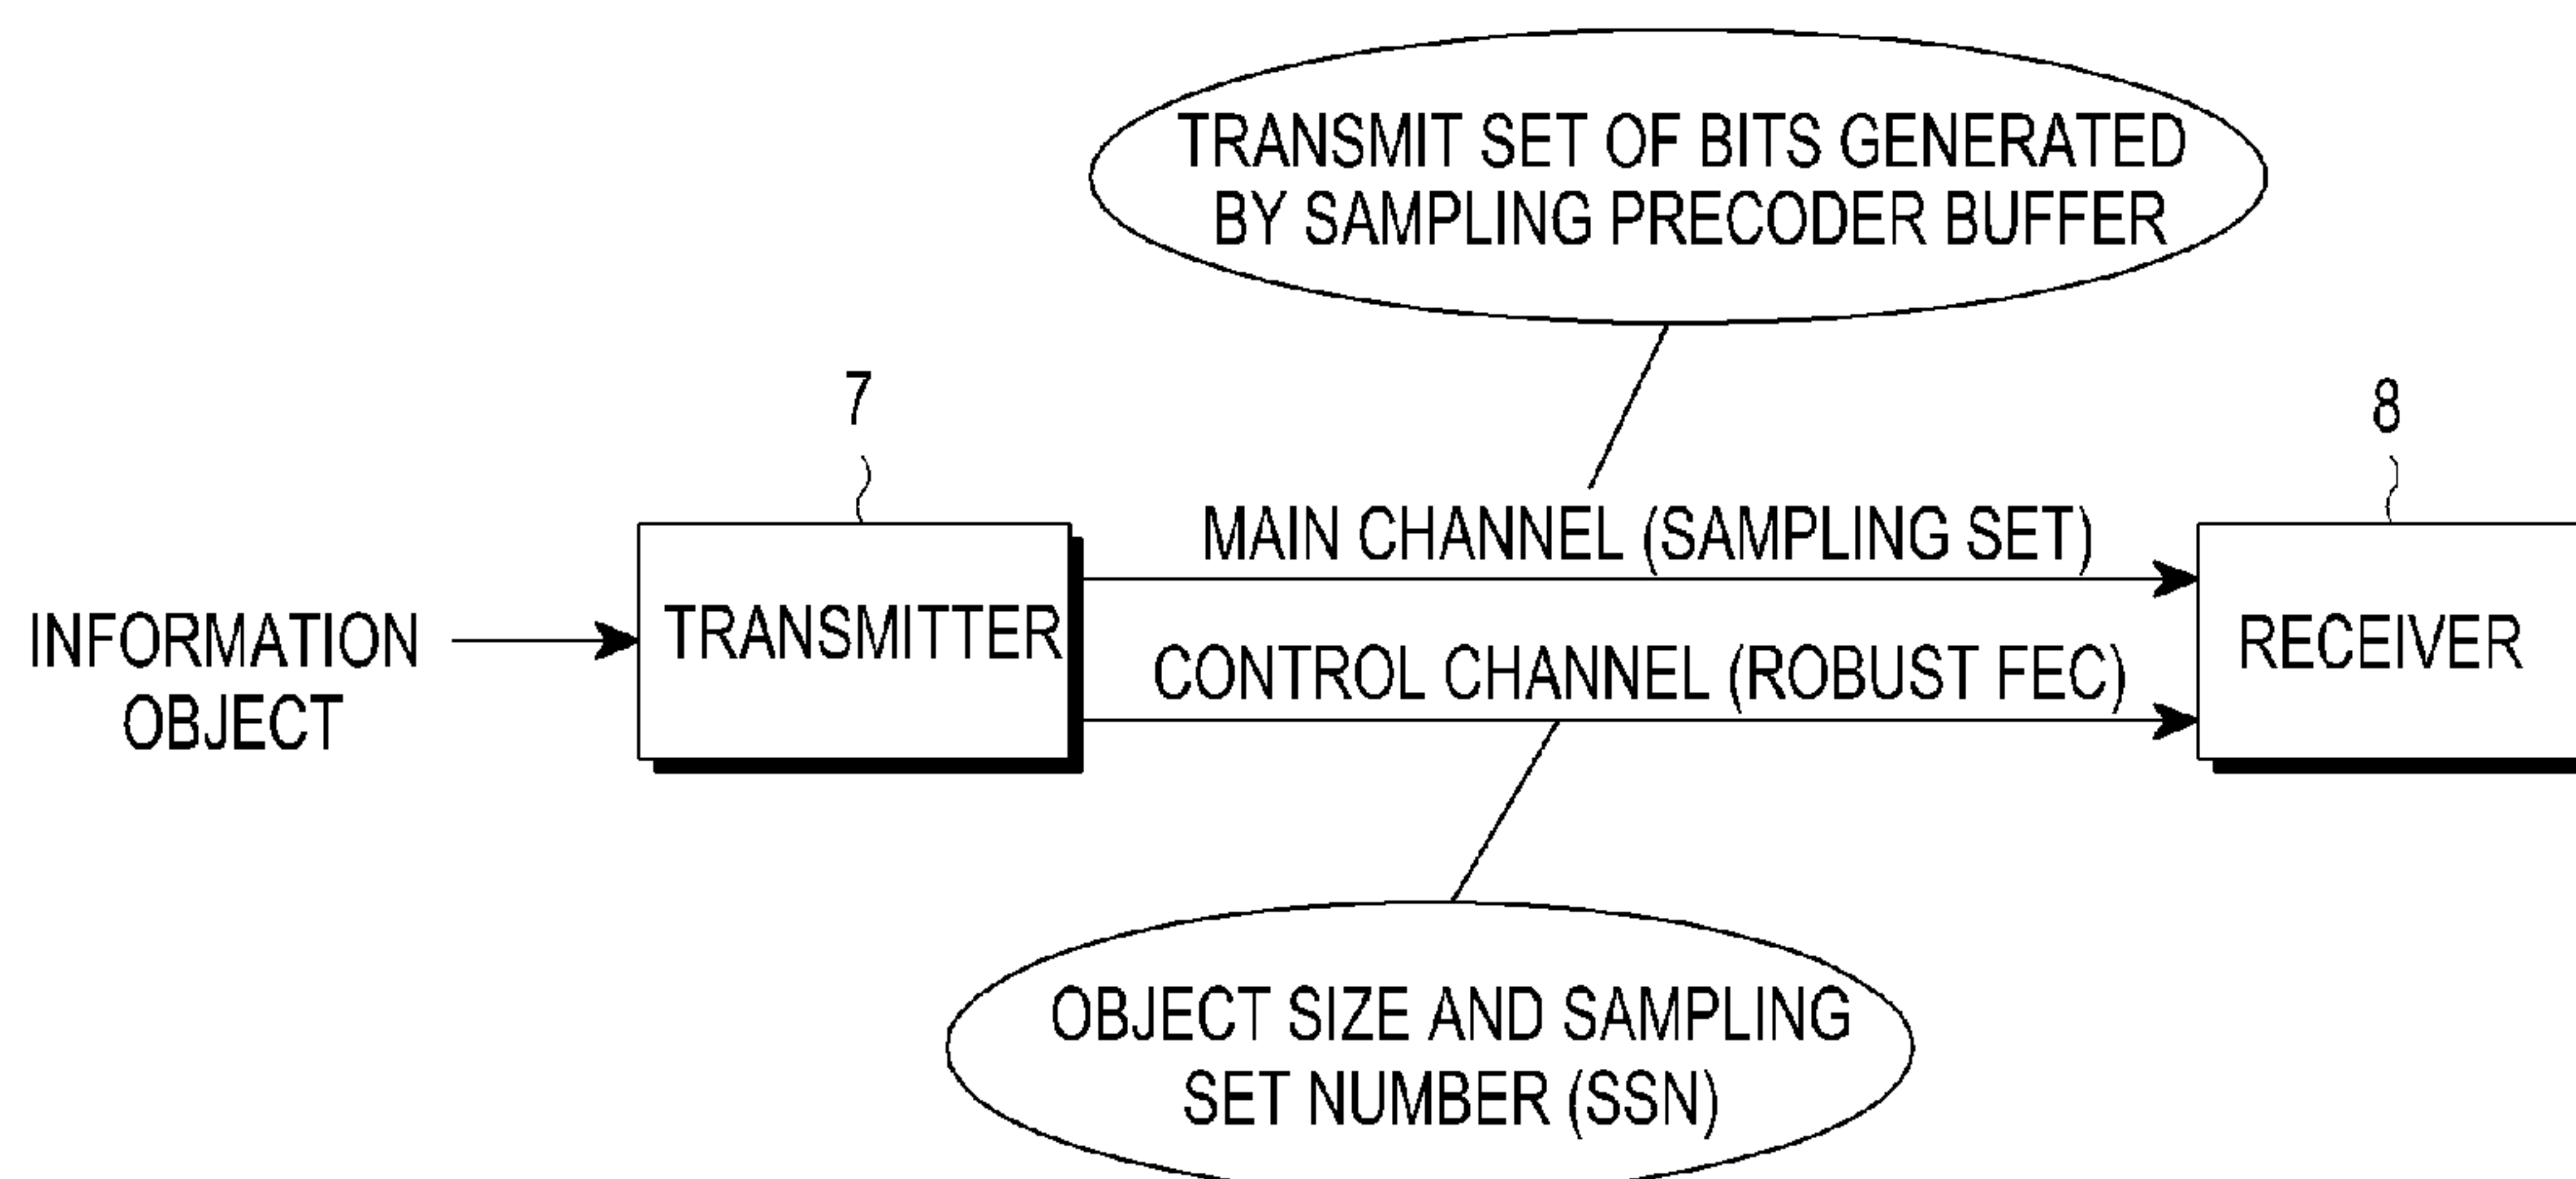 TRANSMIT SET OF BITS GENERATED
BY SAMPLING PRECODER BUFFER
7
8
MAIN CHANNEL (SAMPLING SET)
INFORMATION
OBJECT
TRANSMITTER
CONTROL CHANNEL (ROBUST FEC)
RECEIVER
OBJECT SIZE AND SAMPLING
SET NUMBER (SSN)